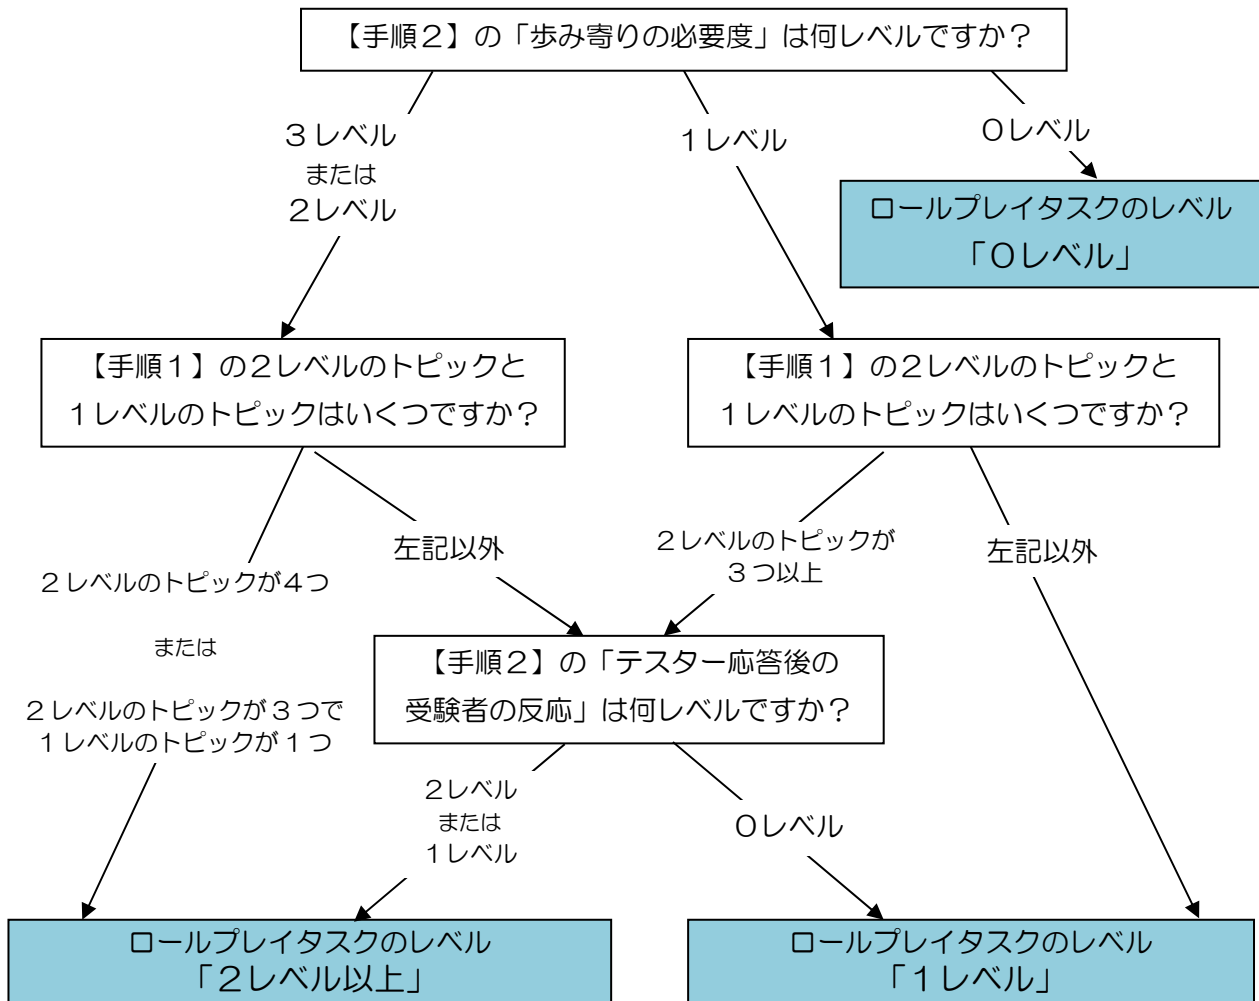 【手順２】の「歩み寄りの必要度」は何レベルですか？
３レベル
または
２レベル
１レベル
０レベル
ロールプレイタスクのレベル
「０レベル」
【手順１】の２レベルのトピックと
１レベルのトピックはいくつですか？
【手順１】の２レベルのトピックと
１レベルのトピックはいくつですか？
２レベルのトピックが４つ
または
２レベルのトピックが３つで
１レベルのトピックが１つ
左記以外
２レベルのトピックが
３つ以上
左記以外
【手順２】の「テスター応答後の
受験者の反応」は何レベルですか？
２レベル
または
１レベル
０レベル
ロールプレイタスクのレベル
「２レベル以上」
ロールプレイタスクのレベル
「１レベル」